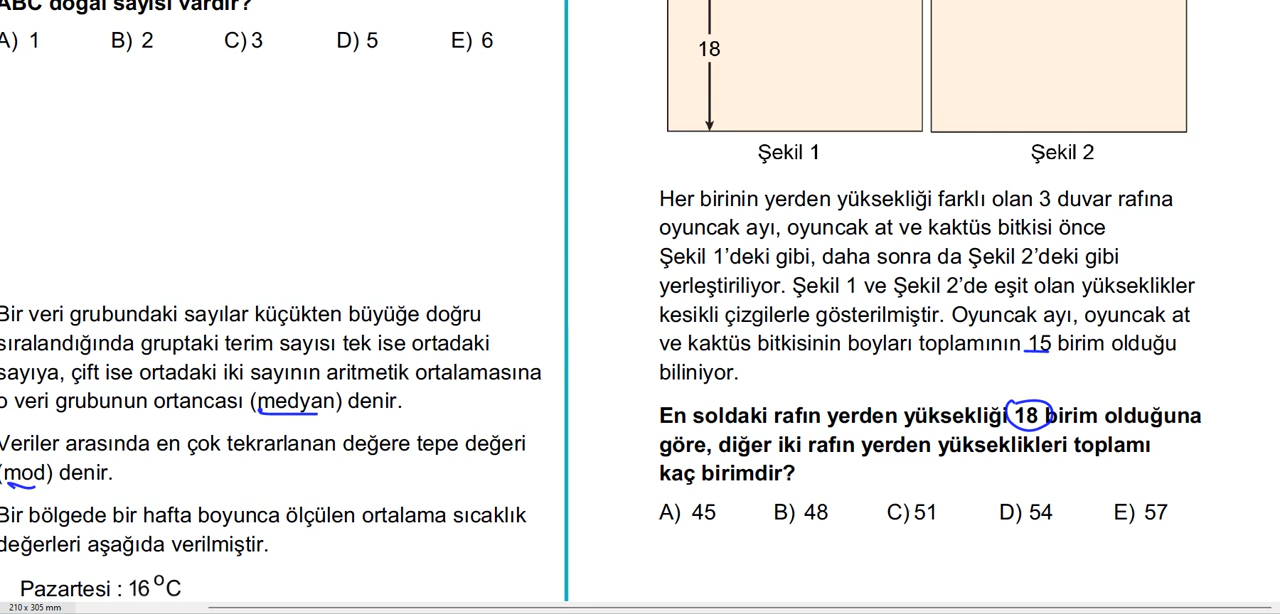 ABC doğal sayısı vardır?
A) 1 B) 2 C) 3 D) 5 E) 6
Bir veri grubundaki sayılar küçükten büyüğe doğru
sıralandığında gruptaki terim sayısı tek ise ortadaki
sayıya, çift ise ortadaki iki sayının aritmetik ortalamasına
o veri grubunun ortancası (medyan) denir.
Veriler arasında en çok tekrarlanan değere tepe değeri
(mod) denir.
Bir bölgede bir hafta boyunca ölçülen ortalama sıcaklık
değerleri aşağıda verilmiştir.
Pazartesi : 16 °C
210 x 305 mm
18
Şekil 1 Şekil 2
Her birinin yerden yüksekliği farklı olan 3 duvar rafına
oyuncak ayı, oyuncak at ve kaktüs bitkisi önce
Şekil 1’deki gibi, daha sonra da Şekil 2’deki gibi
yerleştiriliyor. Şekil 1 ve Şekil 2’de eşit olan yükseklikler
kesikli çizgilerle gösterilmiştir. Oyuncak ayı, oyuncak at
ve kaktüs bitkisinin boyları toplamının 15 birim olduğu
biliniyor.
En soldaki rafın yerden yüksekliği 18 birim olduğuna
göre, diğer iki rafın yerden yükseklikleri toplamı
kaç birimdir?
A) 45 B) 48 C) 51 D) 54 E) 57